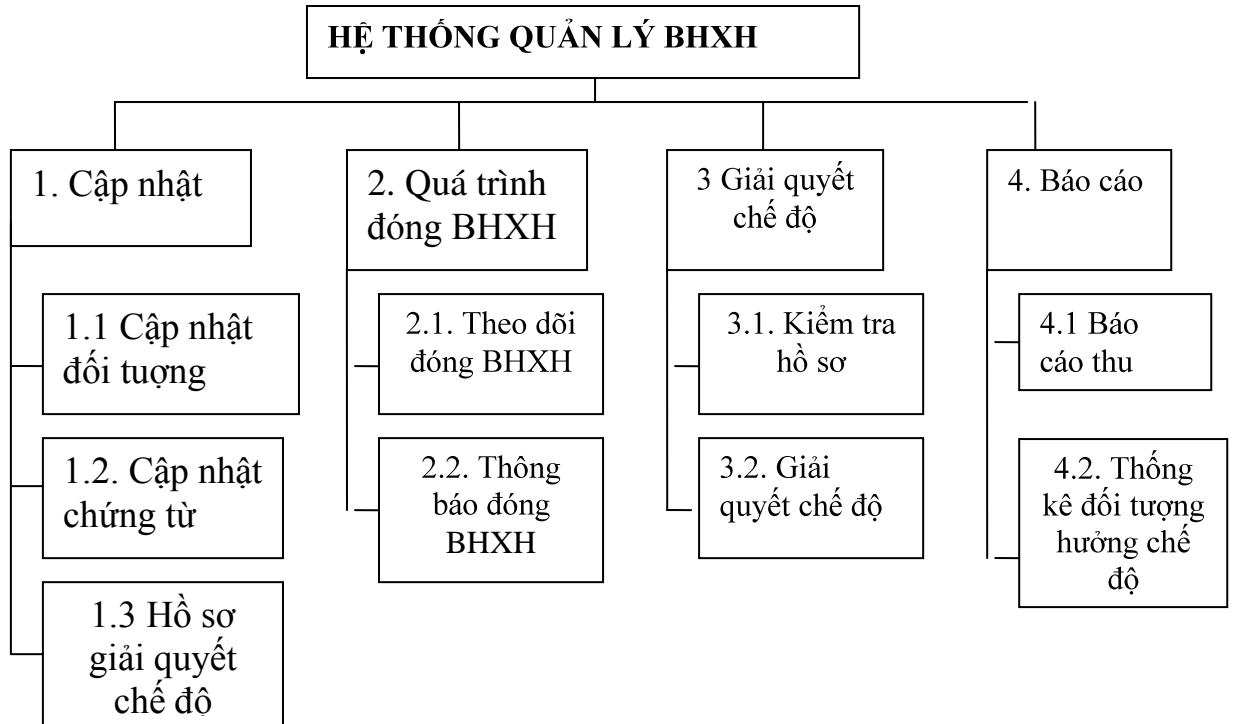 HỆ THỐNG QUẢN LÝ BHXH
1. Cập nhật
2. Quá trình
đóng BHXH
3 Giải quyết
chế độ
4. Báo cáo
1.1 Cập nhật
đối tuợng
1.2. Cập nhật
chứng từ
1.3 Hồ sơ
giải quyết
chế độ
2.1. Theo dõi
đóng BHXH
2.2. Thông
báo đóng
BHXH
3.1. Kiểm tra
hồ sơ
3.2. Giải
quyết chế độ
4.1 Báo
cáo thu
4.2. Thống
kê đối tượng
hưởng chế
độ